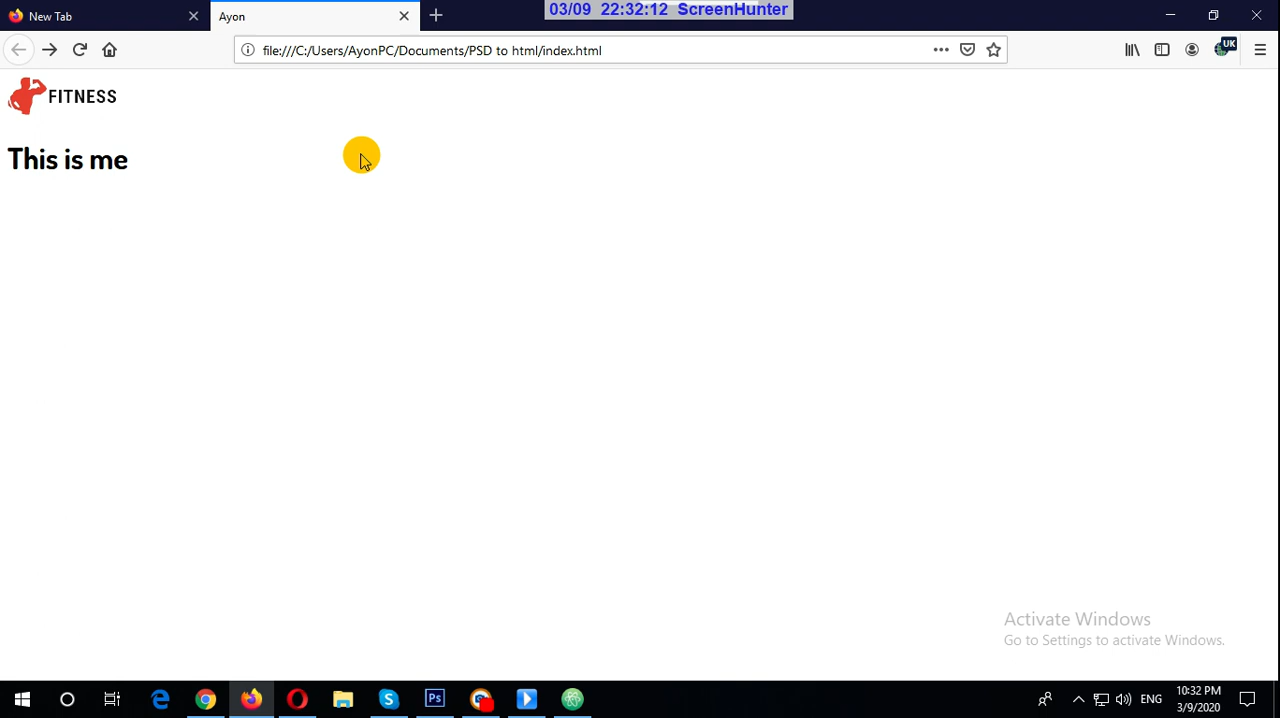 03/09 22:32:12 ScreenHunter
New Tab
Ayon
file:///C:/Users/AyonPC/Documents/PSD to html/index.html
UK
FITNESS
This is me
Activate Windows
Go to Settings to activate Windows.
Ps
ENG
10:32 PM
3/9/2020